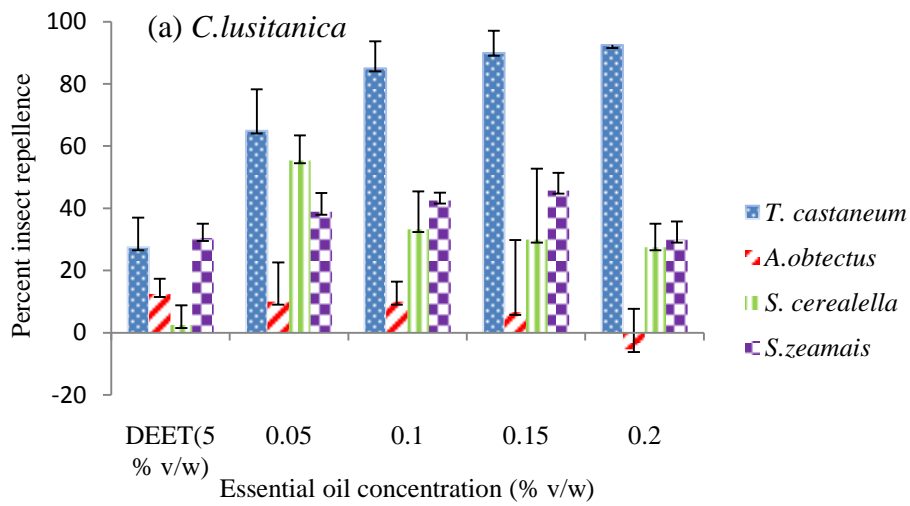 (a) C.lusitanica
Percent insect repellence
100
80
60
40
20
0
-20
DEET(5 % v/w)
0.05
0.1
0.15
0.2
Essential oil concentration (% v/w)
T. castaneum
A.obtectus
S. cerealella
S.zeamais